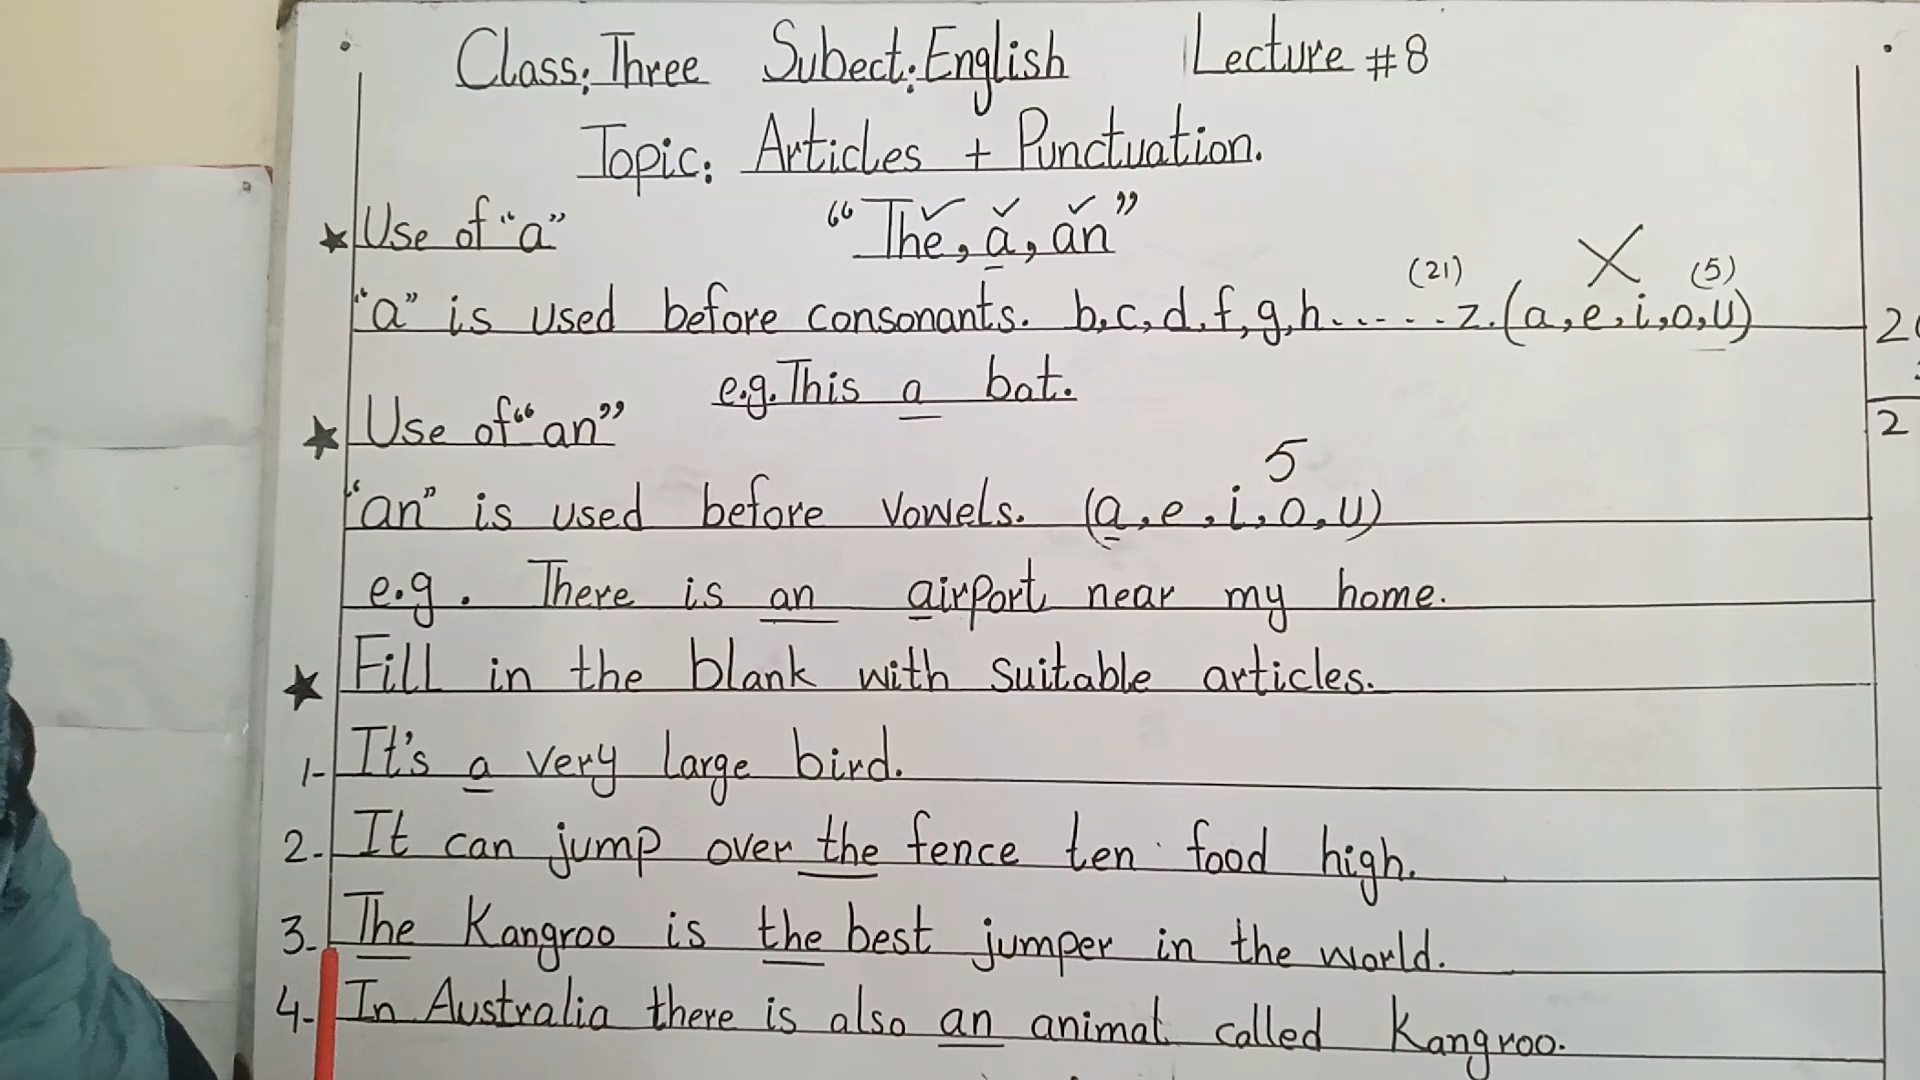 Class: Three Subect: English Lecture #8
Topic: Articles + Punctuation.
Use of "a" "The, a, an"
(21) (5)
"a" is used before consonants. b,c,d,f,g,h......z.(a,e,i,o,u)
e.g. This a bat.
Use of "an"
5
"an" is used before vowels. (a,e,i,o,u)
e.g. There is an airport near my home.
Fill in the blank with suitable articles.
1- It's a very large bird.
2- It can jump over the fence ten food high.
3- The Kangroo is the best jumper in the world.
4- In Australia there is also an animal called Kangroo.